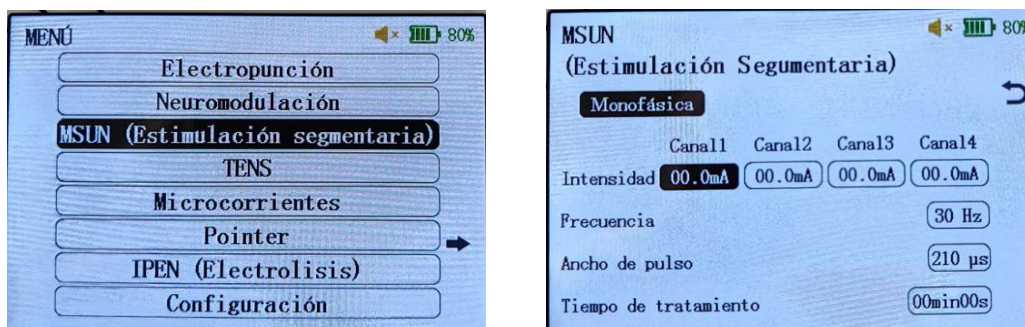 MENÚ
80%
Electropunción
Neuromodulación
MSUN (Estimulación segmentaria)
TENS
Microcorrientes
Pointer
IPEN (Electrolisis)
Configuración
MSUN
80%
(Estimulación Segumentaria)
Monofásica
Canal1 Canal2 Canal3 Canal4
Intensidad 00.0mA 00.0mA 00.0mA 00.0mA
Frecuencia 30 Hz
Ancho de pulso 210 µs
Tiempo de tratamiento 00min00s